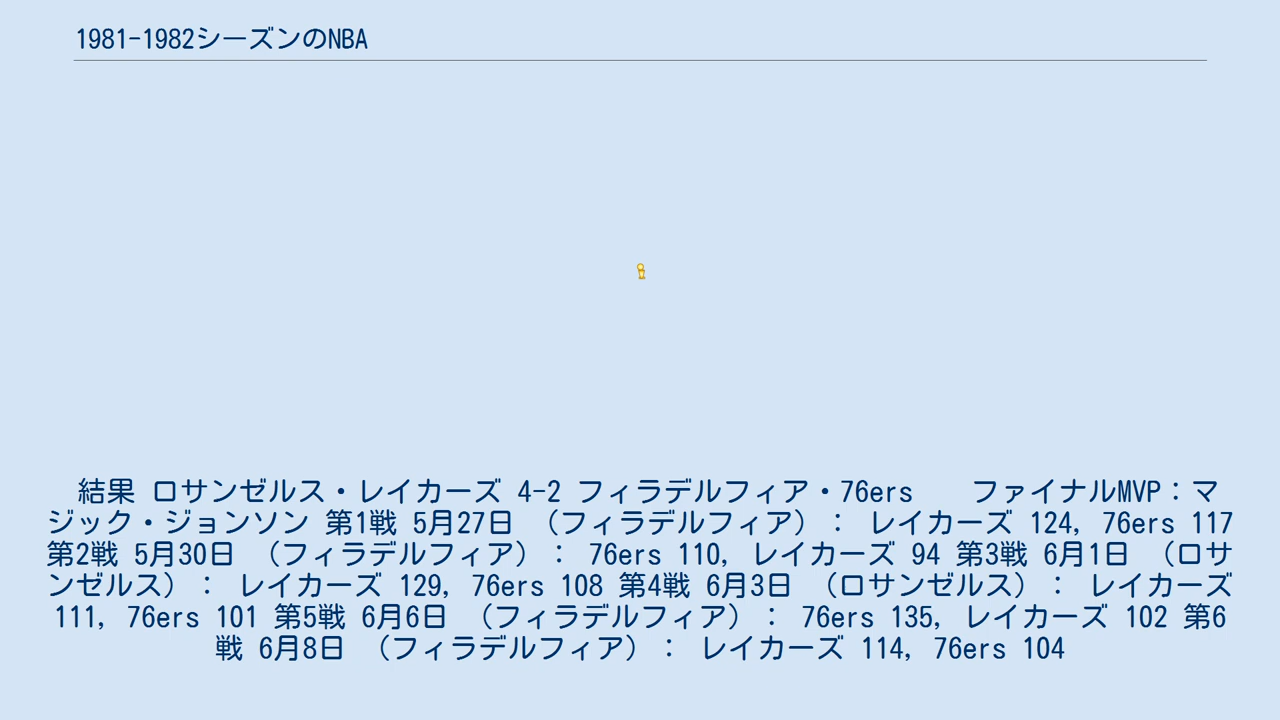 1981-1982シーズンのNBA
結果 ロサンゼルス・レイカーズ 4-2 フィラデルフィア・76ers　　ファイナルMVP：マ
ジック・ジョンソン 第1戦 5月27日 （フィラデルフィア）： レイカーズ 124, 76ers 117
第2戦 5月30日 （フィラデルフィア）： 76ers 110, レイカーズ 94 第3戦 6月1日 （ロサ
ンゼルス）： レイカーズ 129, 76ers 108 第4戦 6月3日 （ロサンゼルス）： レイカーズ
111, 76ers 101 第5戦 6月6日 （フィラデルフィア）： 76ers 135, レイカーズ 102 第6
戦 6月8日 （フィラデルフィア）： レイカーズ 114, 76ers 104